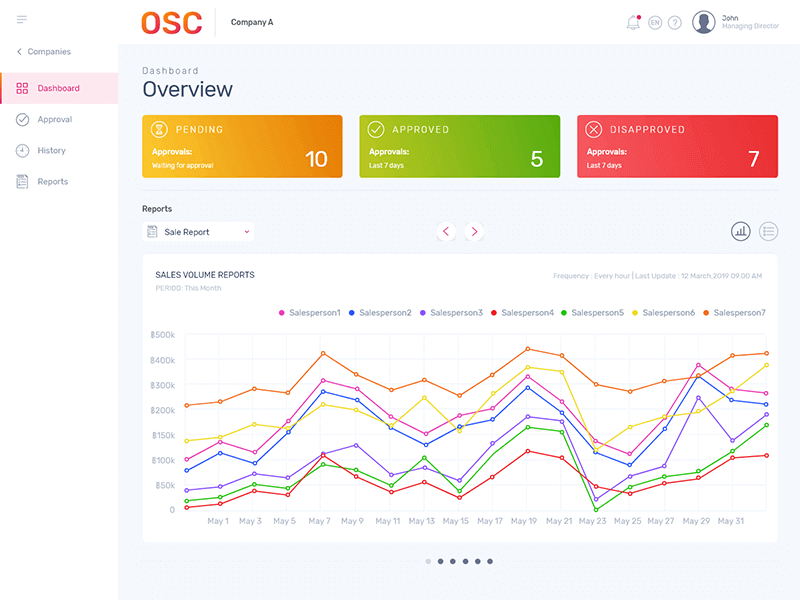 OSC
Company A
EN
?
John
Managing Director
Companies
Dashboard
Approval
History
Reports
Dashboard
Overview
PENDING
Approvals:
Waiting for approval
10
APPROVED
Approvals:
Last 7 days
5
DISAPPROVED
Approvals:
Last 7 days
7
Reports
Sale Report
SALES VOLUME REPORTS
PERIOD: This Month
Frequency : Every hour | Last Update : 12 March,2019 09.00 AM
Salesperson1 Salesperson2 Salesperson3 Salesperson4 Salesperson5 Salesperson6 Salesperson7
฿500k
฿400k
฿300k
฿200k
฿150k
฿100k
฿50k
0
May 1 May 3 May 5 May 7 May 9 May 11 May 13 May 15 May 17 May 19 May 21 May 23 May 25 May 27 May 29 May 31